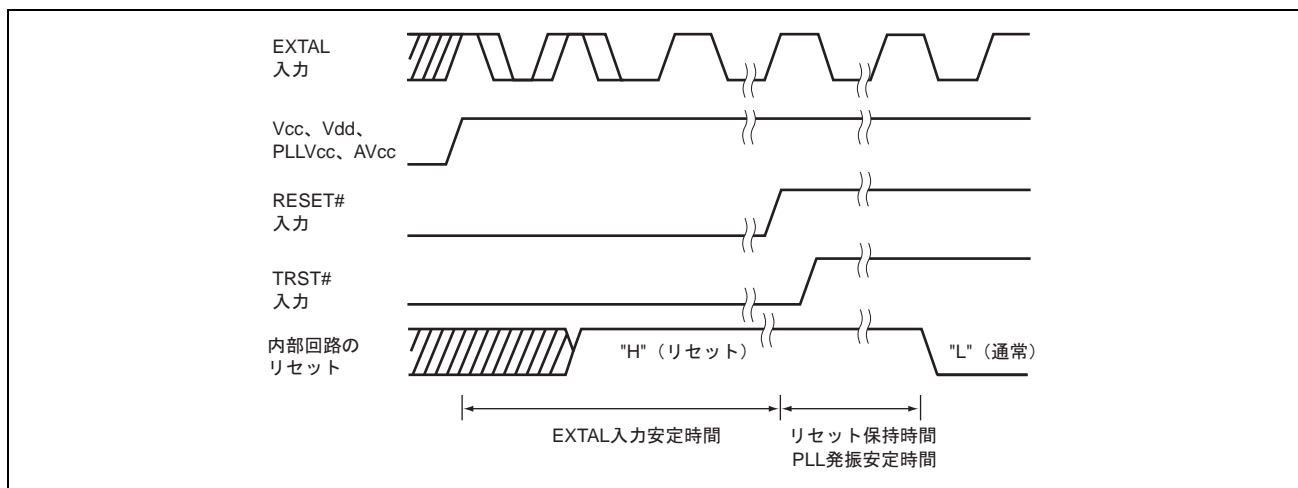 EXTAL
入力
Vcc、Vdd、
PLLVcc、AVcc
RESET#
入力
TRST#
入力
内部回路の
リセット
"H"（リセット）
"L"（通常）
EXTAL入力安定時間
リセット保持時間
PLL発振安定時間